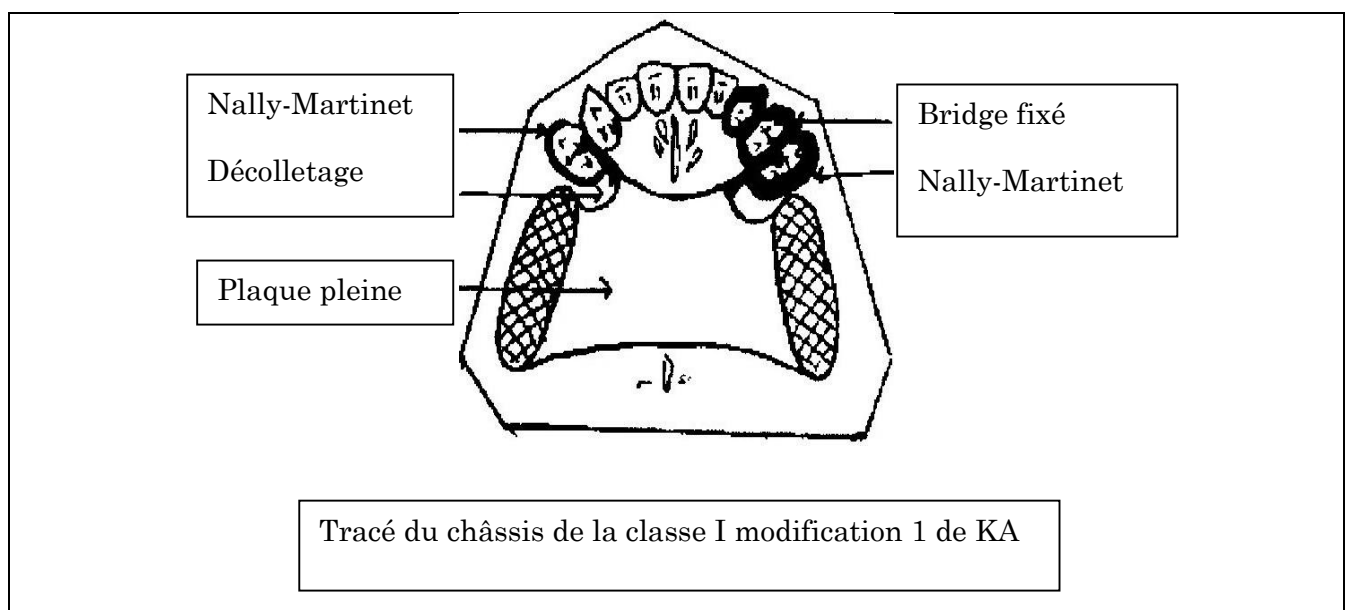 Nally-Martinet
Décolletage
Plaque pleine
Bridge fixé
Nally-Martinet
Tracé du châssis de la classe I modification 1 de KA